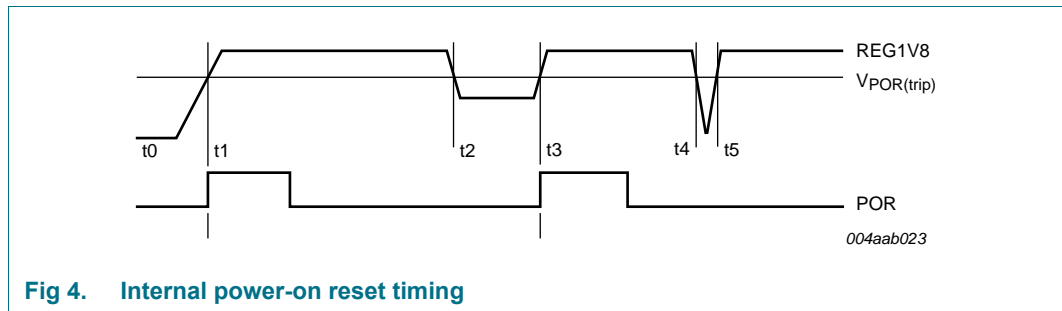 REG1V8
VPOR(trip)
t0 t1 t2 t3 t4 t5
POR
004aab023
Fig 4. Internal power-on reset timing